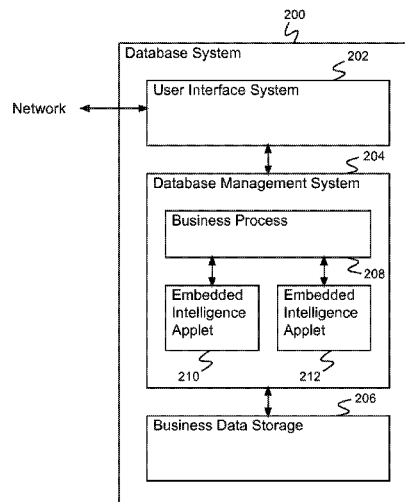 200
Database System
202
User Interface System
Network
204
Database Management System
Business Process
208
Embedded
Intelligence
Applet
Embedded
Intelligence
Applet
210
212
206
Business Data Storage